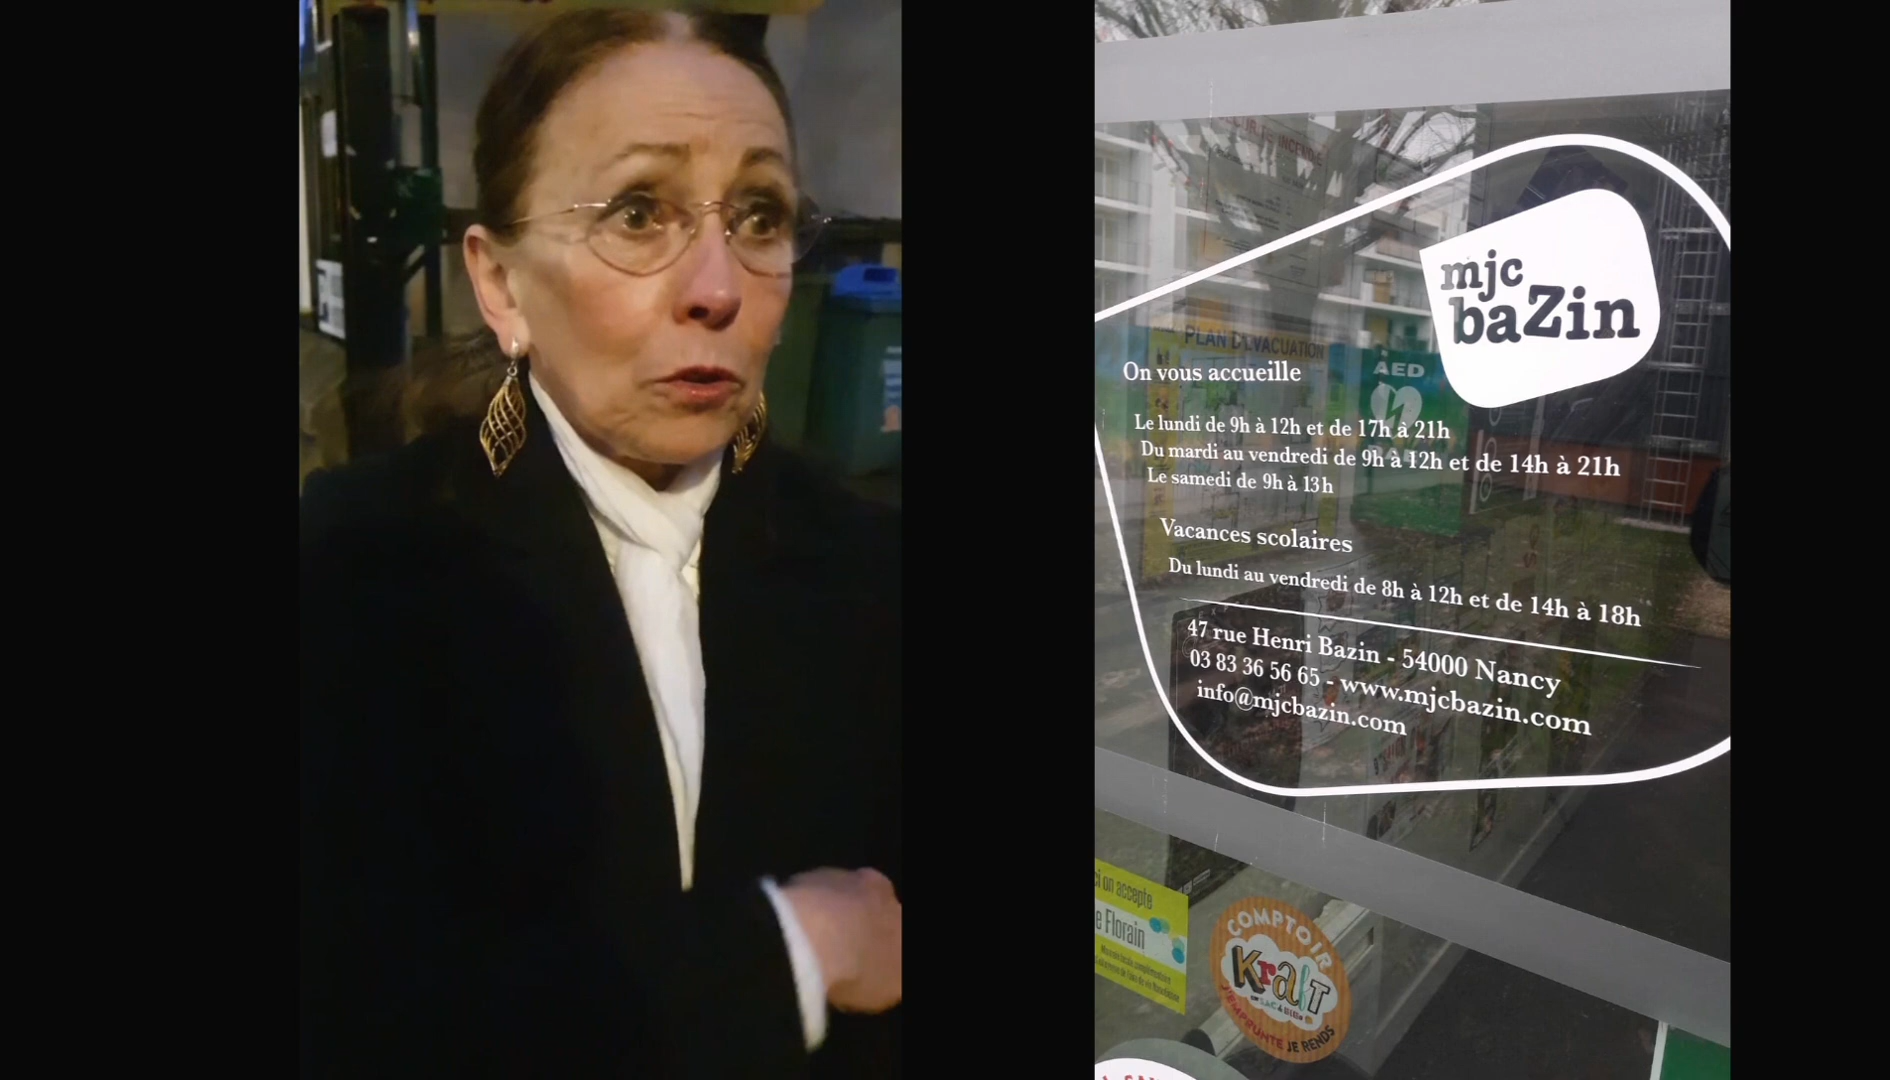 mjc
baZin
PLAN D'EVACUATION
AED
On vous accueille
Le lundi de 9h à 12h et de 17h à 21h
Du mardi au vendredi de 9h à 12h et de 14h à 21h
Le samedi de 9h à 13h
Vacances scolaires
Du lundi au vendredi de 8h à 12h et de 14h à 18h
47 rue Henri Bazin - 54000 Nancy
03 83 36 56 65 - www.mjcbazin.com
info@mjcbazin.com
ci on accepte
e Florain
COMPTOIR
Kraft
J'EMPRUNTE JE RENDS